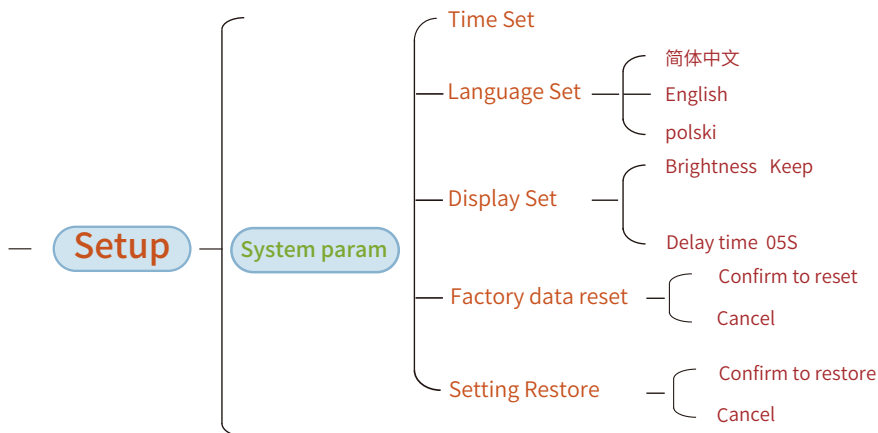 Setup
System param
Time Set
Language Set
简体中文
English
polski
Display Set
Brightness Keep
Delay time 05S
Factory data reset
Confirm to reset
Cancel
Setting Restore
Confirm to restore
Cancel